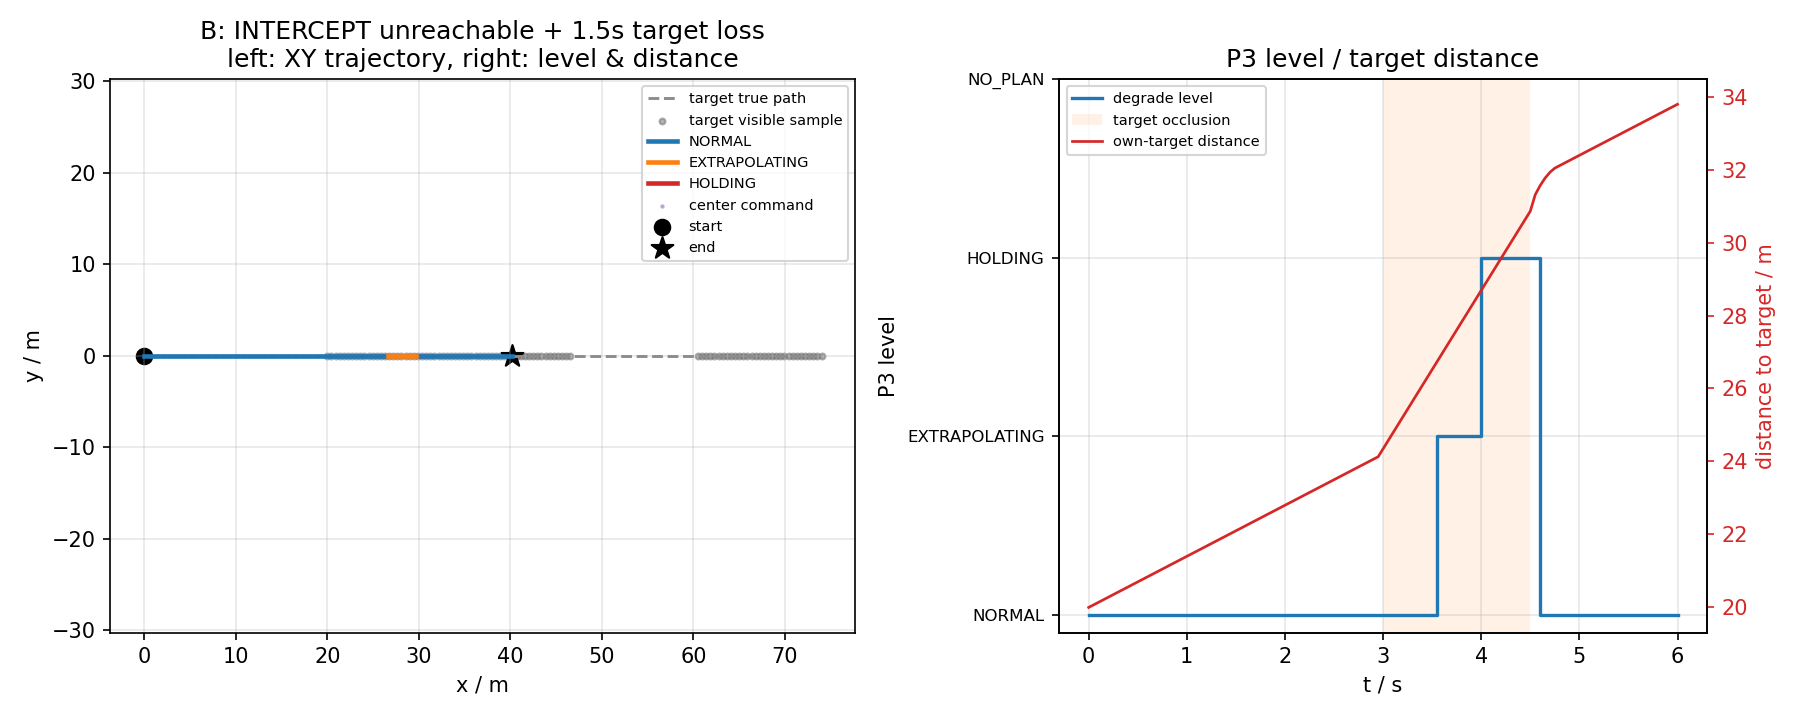 B: INTERCEPT unreachable + 1.5s target loss
left: XY trajectory, right: level & distance
30
20
10
0
−10
−20
−30
y / m
0
10
20
30
40
50
60
70
x / m
target true path
target visible sample
NORMAL
EXTRAPOLATING
HOLDING
center command
start
end
P3 level / target distance
NO_PLAN
HOLDING
EXTRAPOLATING
NORMAL
P3 level
degrade level
target occlusion
own-target distance
0
1
2
3
4
5
6
t / s
34
32
30
28
26
24
22
20
distance to target / m